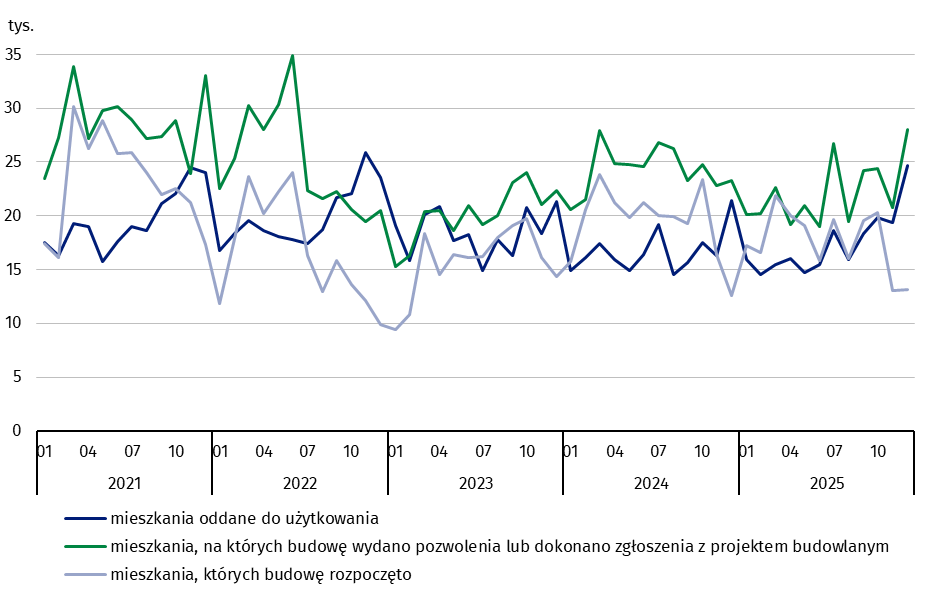 tys.
35
30
25
20
15
10
5
0
01 04 07 10 01 04 07 10 01 04 07 10 01 04 07 10 01 04 07 10
2021 2022 2023 2024 2025
mieszkania oddane do użytkowania
mieszkania, na których budowę wydano pozwolenia lub dokonano zgłoszenia z projektem budowlanym
mieszkania, których budowę rozpoczęto